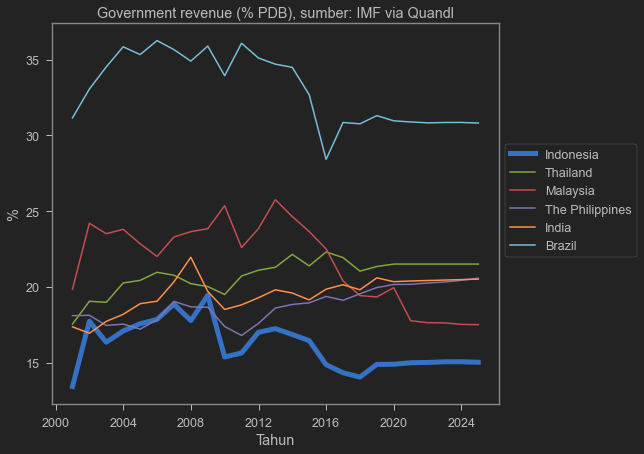 Government revenue (% PDB), sumber: IMF via Quandl
35
30
25
20
15
%
2000
2004
2008
2012
2016
2020
2024
Tahun
Indonesia
Thailand
Malaysia
The Philippines
India
Brazil